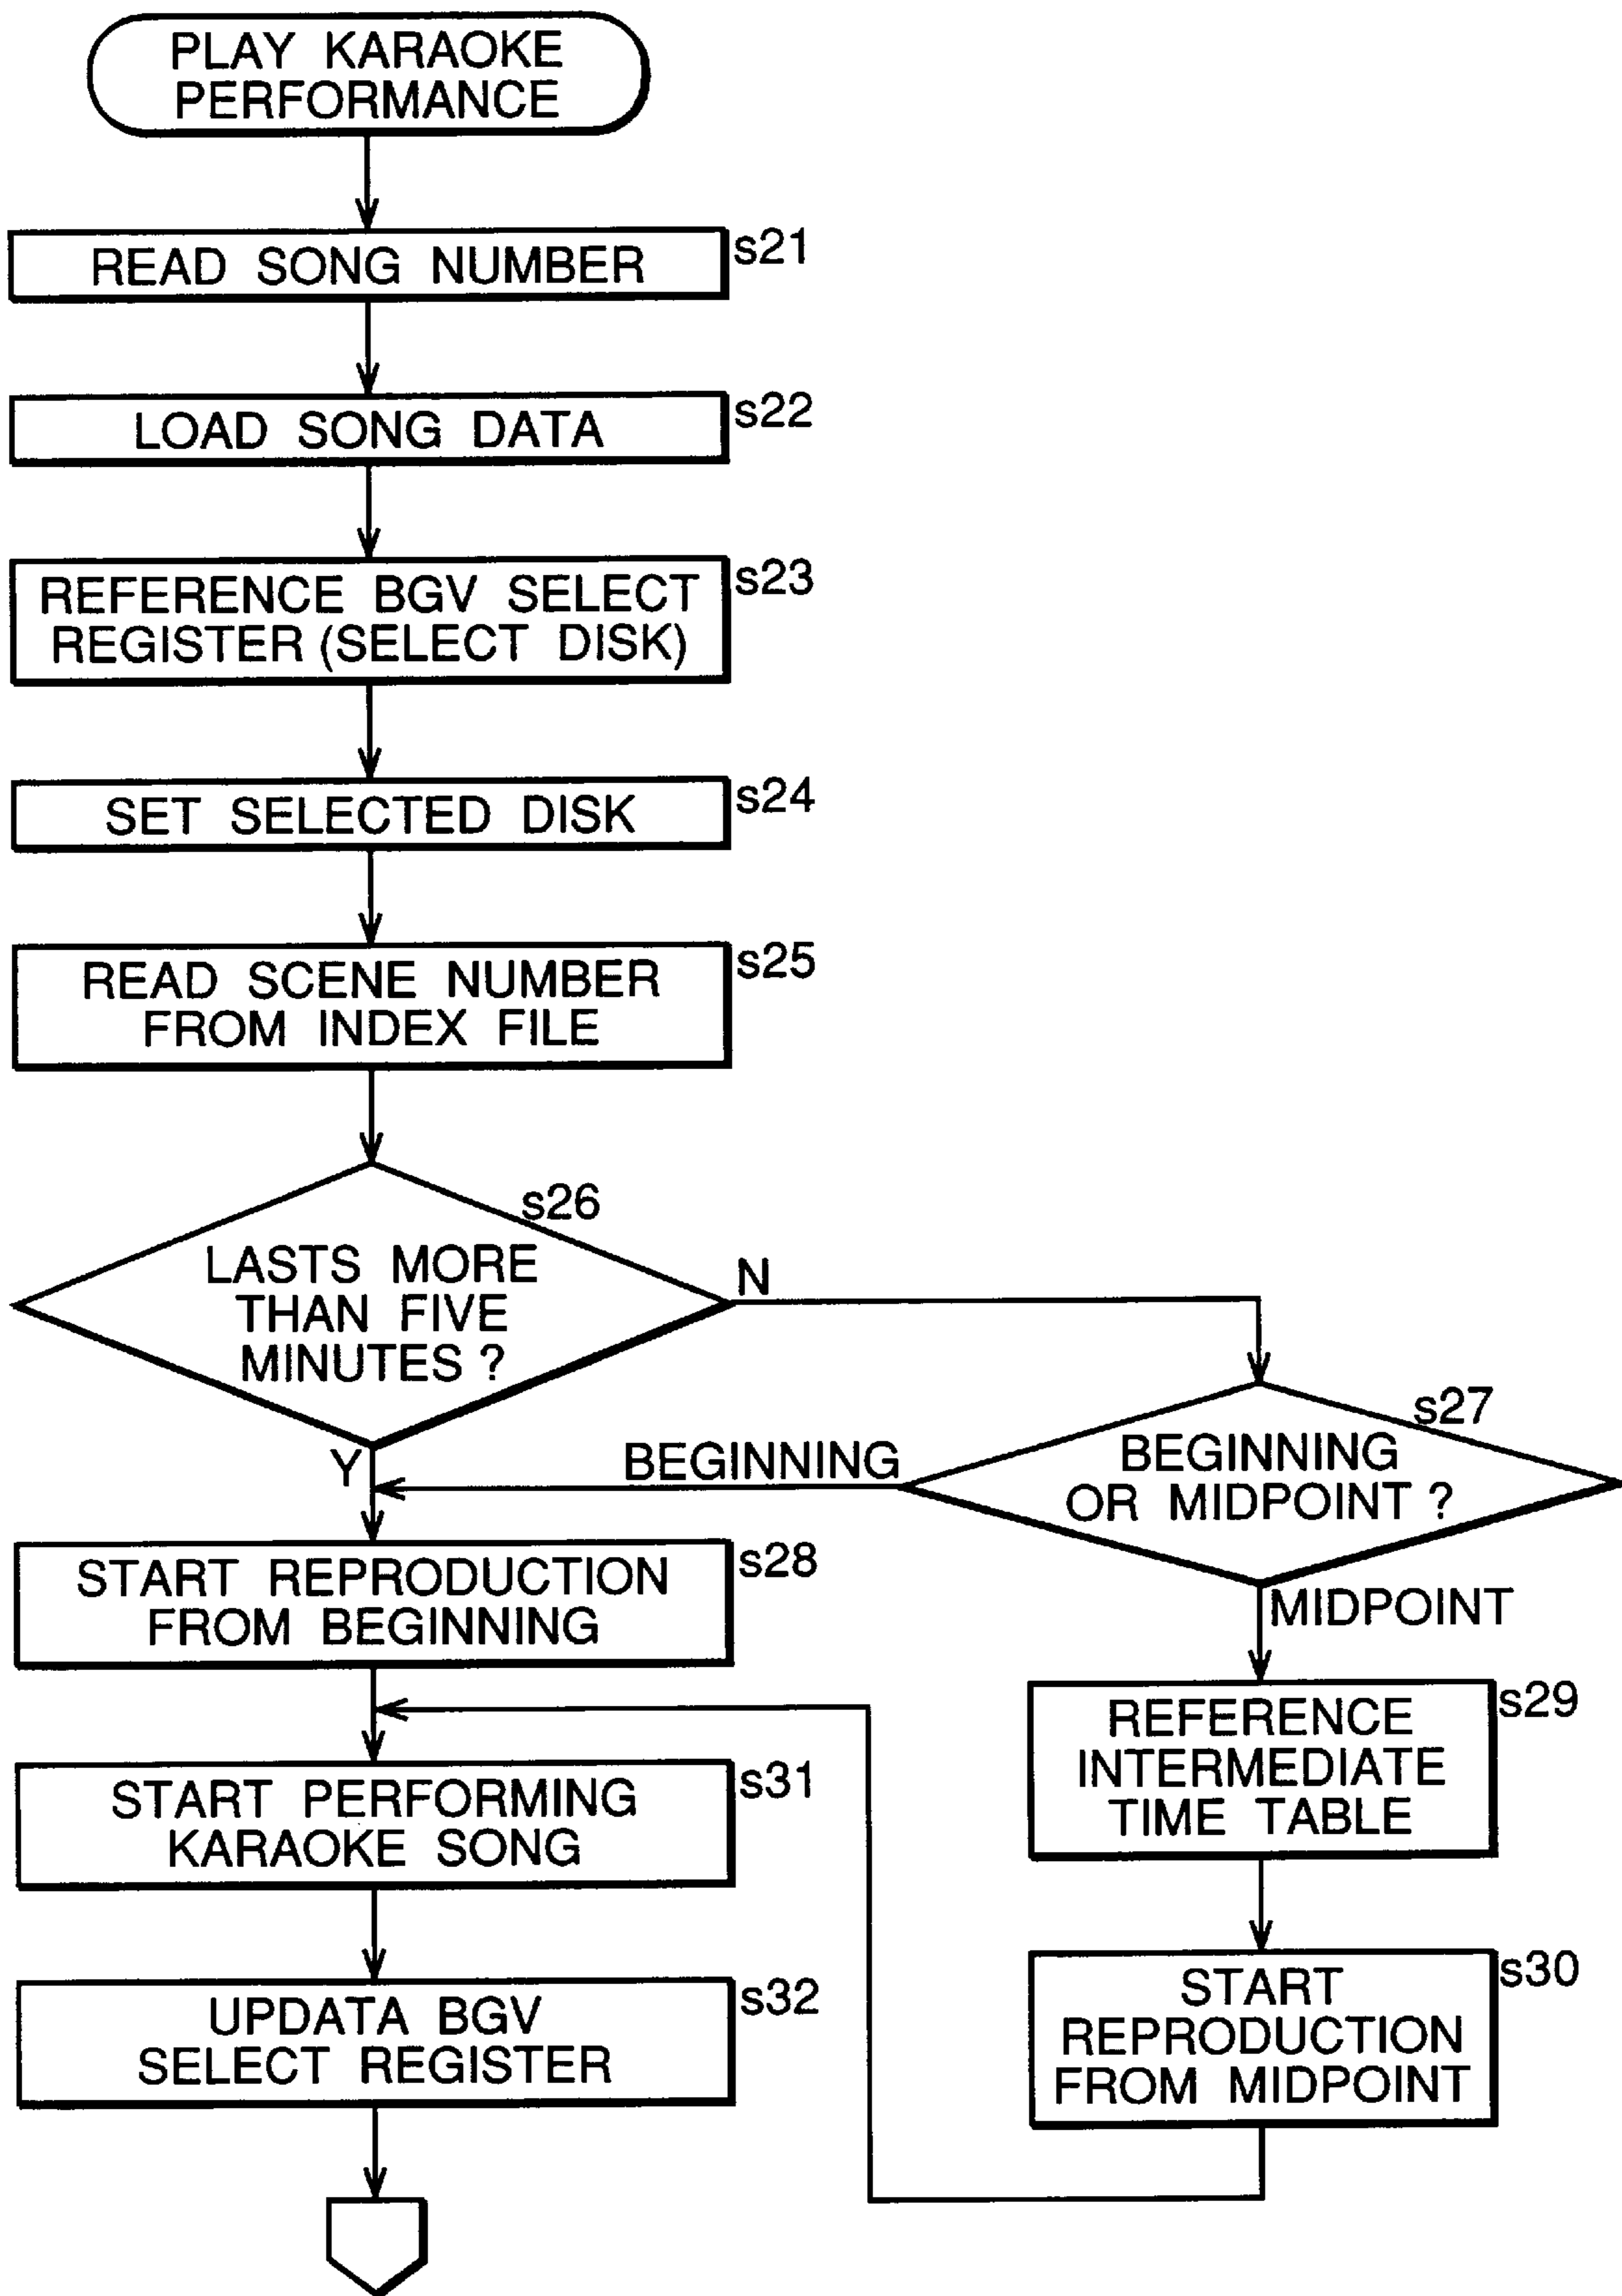 PLAY KARAOKE
PERFORMANCE
READ SONG NUMBER
s21
LOAD SONG DATA
s22
REFERENCE BGV SELECT
REGISTER (SELECT DISK)
s23
SET SELECTED DISK
s24
READ SCENE NUMBER
FROM INDEX FILE
s25
s26
LASTS MORE
THAN FIVE
MINUTES ?
N
Y
s27
BEGINNING
OR MIDPOINT ?
BEGINNING
MIDPOINT
START REPRODUCTION
FROM BEGINNING
s28
REFERENCE
INTERMEDIATE
TIME TABLE
s29
START
REPRODUCTION
FROM MIDPOINT
s30
START PERFORMING
KARAOKE SONG
s31
UPDATA BGV
SELECT REGISTER
s32